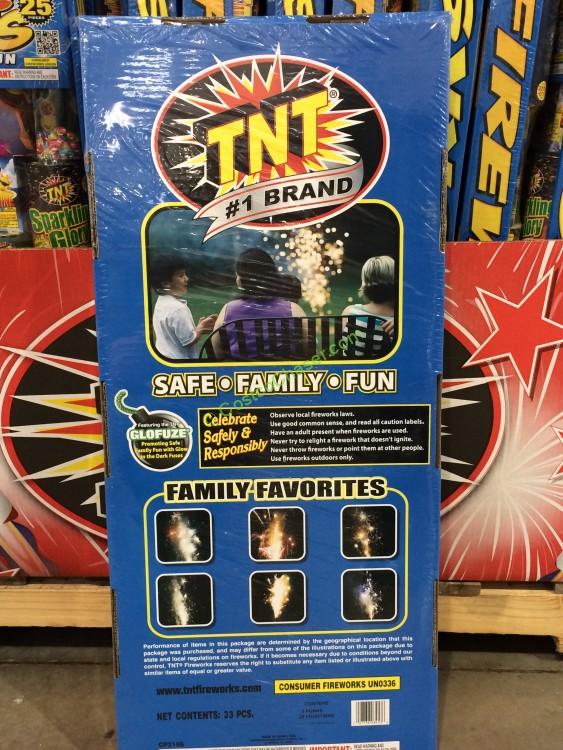 25
PIECES
TNT
Sparkling
Glory
FIREW
TNT®
#1 BRAND
CostcoChaser.com
SAFE • FAMILY • FUN
Featuring the
GLOFUZE
Promoting Safe
Family Fun with Glow
in the Dark Fuses
Celebrate
Safely &
Responsibly
Observe local fireworks laws.
Use good common sense, and read all caution labels.
Have an adult present when fireworks are used.
Never try to relight a firework that doesn't ignite.
Never throw fireworks or point them at other people.
Use fireworks outdoors only.
FAMILY FAVORITES
Performance of items in this package are determined by the geographical location that this
package was purchased, and may differ from some of the illustrations on this package due to
state and local regulations on fireworks. If it becomes necessary due to conditions beyond our
control, TNT® Fireworks reserves the right to substitute any item listed or illustrated above with
similar items of equal or greater value.
www.tntfireworks.com
CONSUMER FIREWORKS UN0336
NET CONTENTS: 33 PCS.
IMPORTANT: